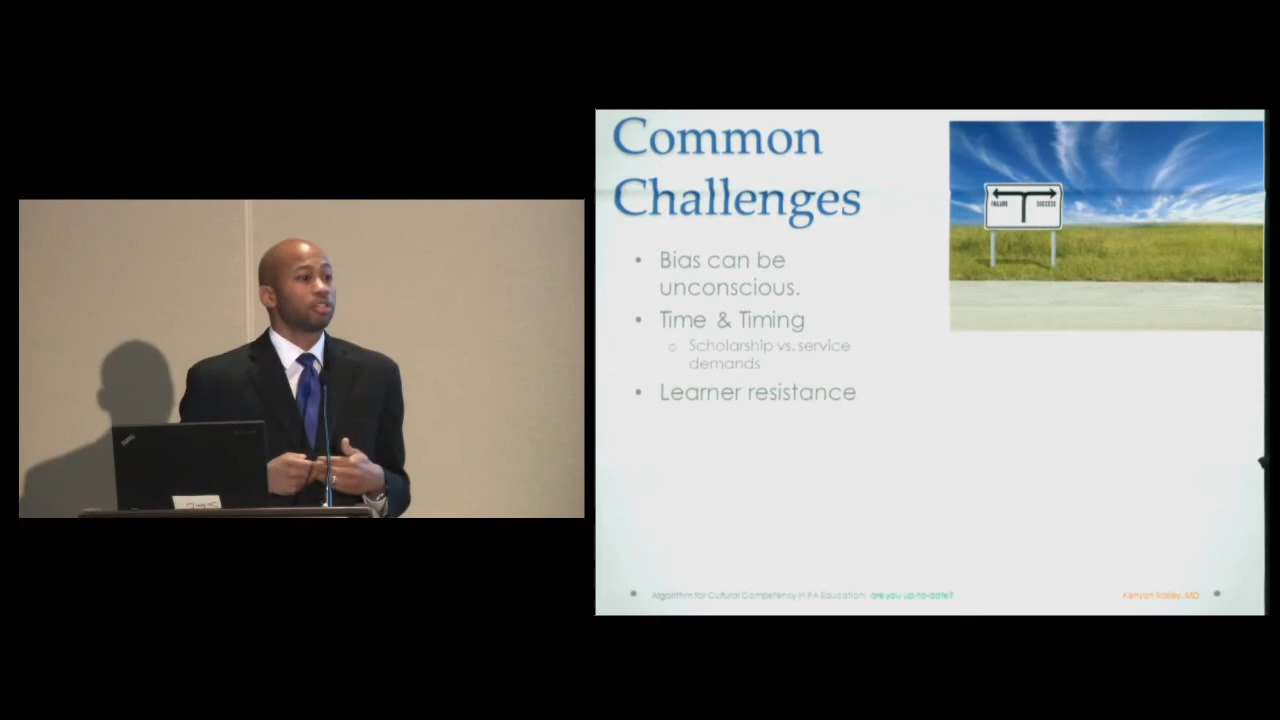 Common
Challenges
FAILURE SUCCESS
• Bias can be
unconscious.
• Time & Timing
Scholarship vs. service
demands
• Learner resistance
Algorithm for Cultural Competency in PA Education: are you up-to-date?
Kenyon Railey, MD